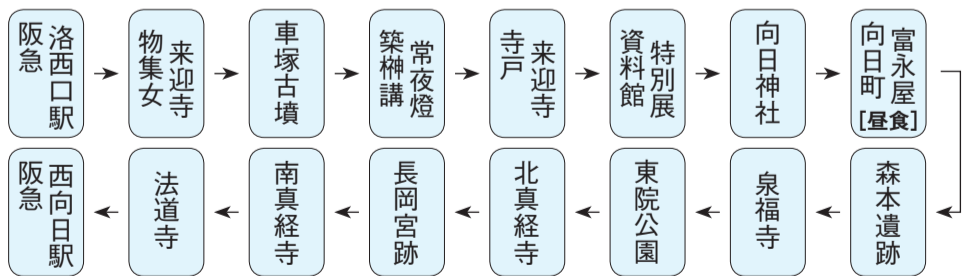 阪急
洛西口駅
物集女
来迎寺
車塚古墳
築榊講
常夜燈
寺戸
来迎寺
資料館
特別展
向日神社
向日町
富永屋
[昼食]
森本遺跡
泉福寺
東院公園
北真経寺
長岡宮跡
南真経寺
法道寺
阪急
西向日駅